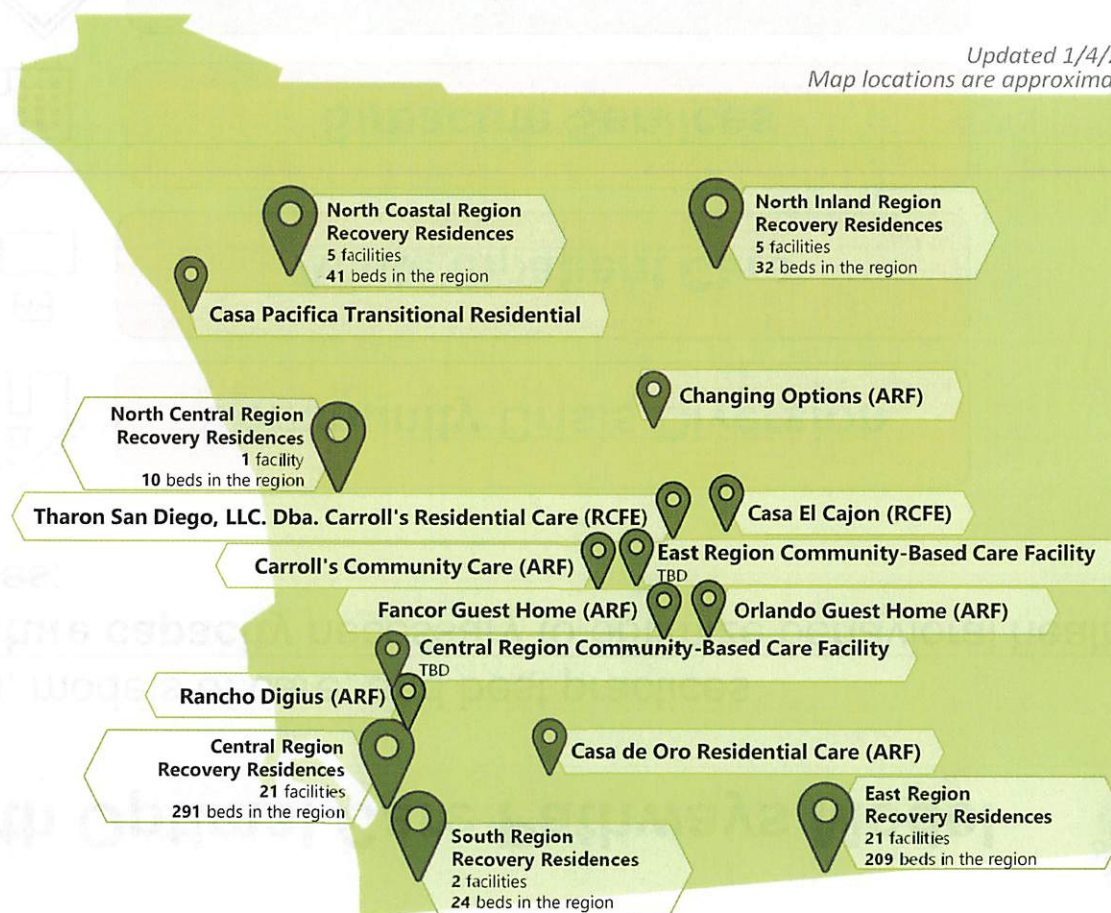 Updated 1/4/2
Map locations are approxima
North Coastal Region
Recovery Residences
5 facilities
41 beds in the region
North Inland Region
Recovery Residences
5 facilities
32 beds in the region
Casa Pacifica Transitional Residential
Changing Options (ARF)
North Central Region
Recovery Residences
1 facility
10 beds in the region
Tharon San Diego, LLC. Dba. Carroll's Residential Care (RCFE)
Casa El Cajon (RCFE)
Carroll's Community Care (ARF)
East Region Community-Based Care Facility
TBD
Fancor Guest Home (ARF)
Orlando Guest Home (ARF)
Central Region Community-Based Care Facility
TBD
Rancho Digius (ARF)
Central Region
Recovery Residences
21 facilities
291 beds in the region
Casa de Oro Residential Care (ARF)
South Region
Recovery Residences
2 facilities
24 beds in the region
East Region
Recovery Residences
21 facilities
209 beds in the region